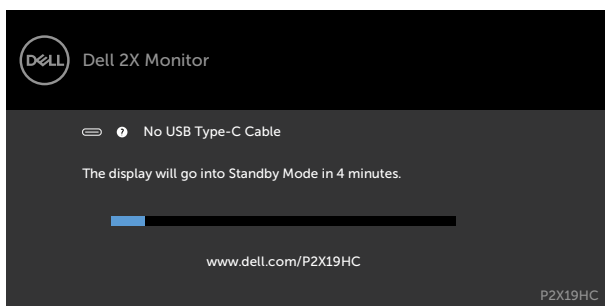 DELL
Dell 2X Monitor
? No USB Type-C Cable
The display will go into Standby Mode in 4 minutes.
www.dell.com/P2X19HC
P2X19HC